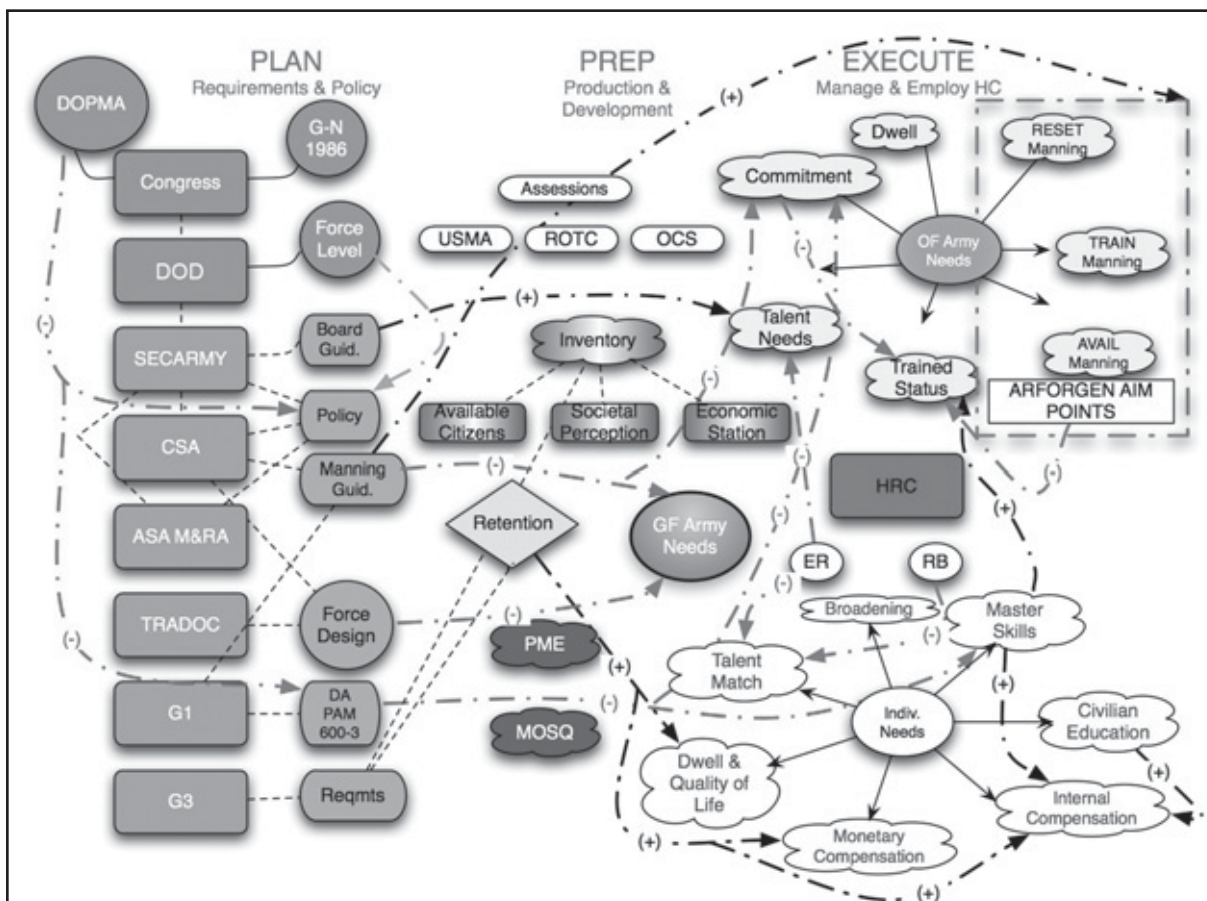 PLAN
Requirements & Policy
PREP
Production &
Development
EXECUTE
Manage & Employ HC
DOPMA
G-N
1986
Congress
Force
Level
DOD
SECARMY
Board
Guid.
Policy
CSA
Manning
Guid.
ASA M&RA
TRADOC
Force
Design
G1
DA
PAM
600-3
G3
Reqmts
(-)
(-)
Assessions
USMA
ROTC
OCS
(+)
(+)
Inventory
Available
Citizens
Societal
Perception
Economic
Station
(-)
(-)
Retention
GF Army
Needs
(-)
PME
MOSQ
(+)
(-)
(+)
Dwell
Commitment
RESET
Manning
OF Army
Needs
TRAIN
Manning
(-)
Talent
Needs
Trained
Status
AVAIL
Manning
ARFORGEN AIM
POINTS
(-)
(-)
HRC
(-)
(+)
ER
RB
(-)
Broadening
Master
Skills
(-)
Talent
Match
(+)
Indiv.
Needs
Civilian
Education
(+)
Dwell &
Quality of
Life
Internal
Compensation
Monetary
Compensation
(+)